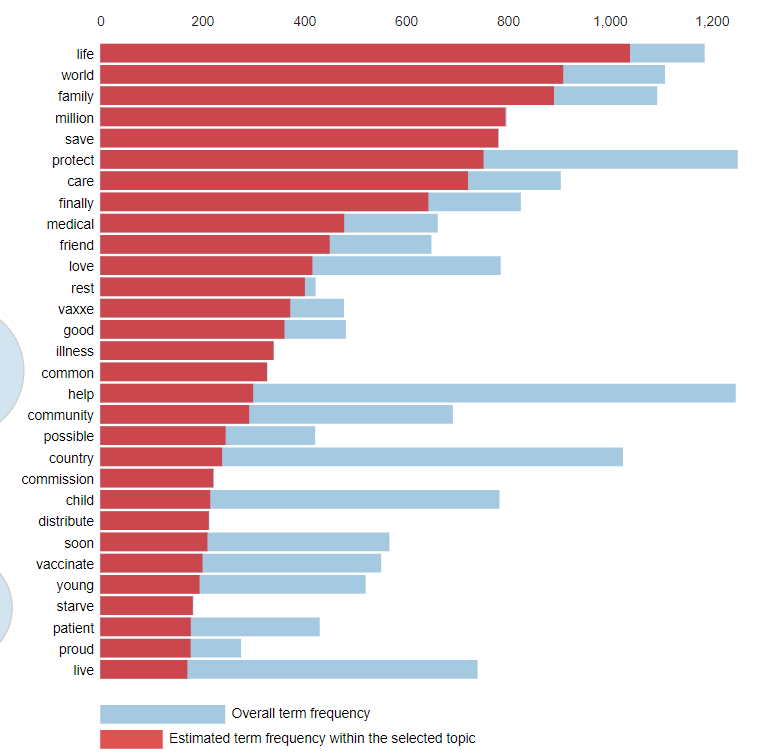 0 200 400 600 800 1,000 1,200
life
world
family
million
save
protect
care
finally
medical
friend
love
rest
vaxxe
good
illness
common
help
community
possible
country
commission
child
distribute
soon
vaccinate
young
starve
patient
proud
live
Overall term frequency
Estimated term frequency within the selected topic